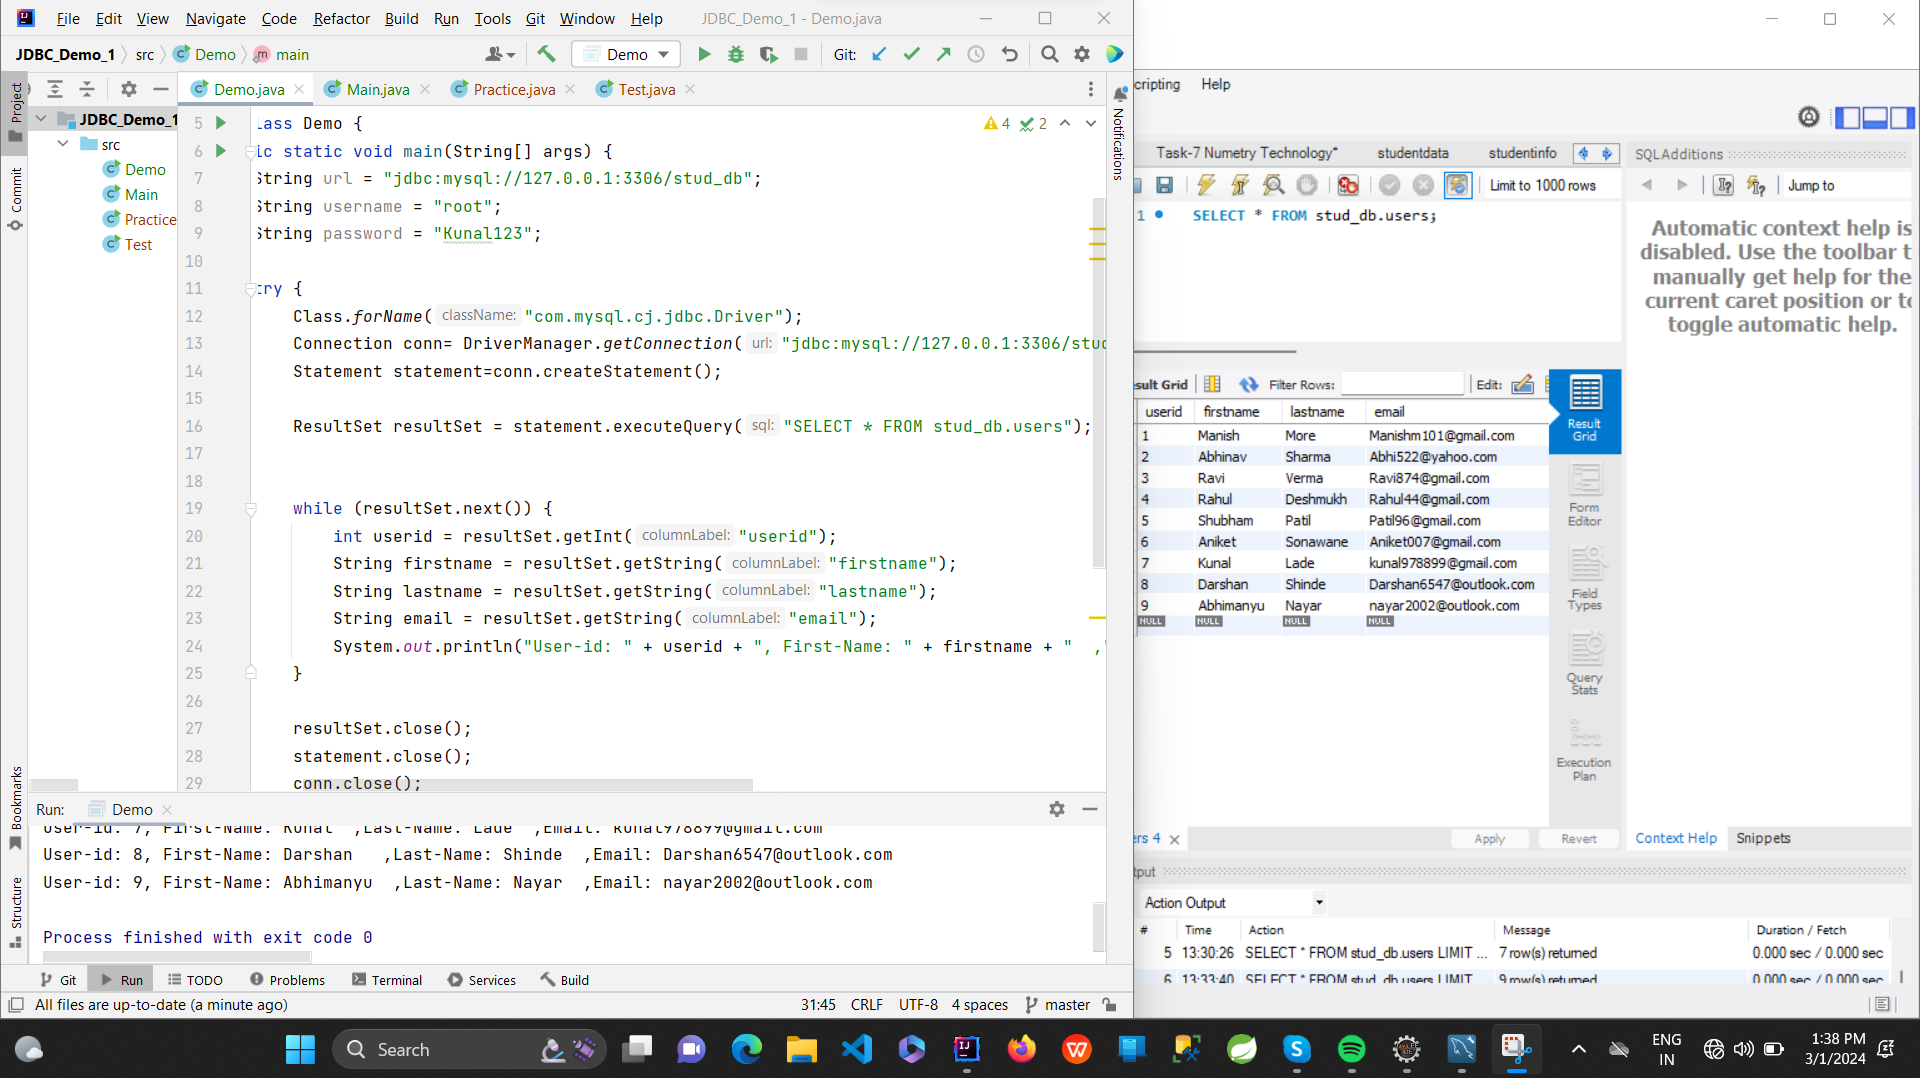 File Edit View Navigate Code Refactor Build Run Tools Git Window Help JDBC_Demo_1 - Demo.java
JDBC_Demo_1 src Demo main Demo Git:
Project
Commit
Bookmarks
Structure
Notifications
JDBC_Demo_1
src
Demo
Main
Practice
Test
Demo.java Main.java Practice.java Test.java
4 2
5 lass Demo {
6 ic static void main(String[] args) {
7 String url = "jdbc:mysql://127.0.0.1:3306/stud_db";
8 String username = "root";
9 String password = "Kunal123";
10
11 try {
12 Class.forName( className: "com.mysql.cj.jdbc.Driver");
13 Connection conn= DriverManager.getConnection( url: "jdbc:mysql://127.0.0.1:3306/stud
14 Statement statement=conn.createStatement();
15
16 ResultSet resultSet = statement.executeQuery( sql: "SELECT * FROM stud_db.users");
17
18
19 while (resultSet.next()) {
20 int userid = resultSet.getInt( columnLabel: "userid");
21 String firstname = resultSet.getString( columnLabel: "firstname");
22 String lastname = resultSet.getString( columnLabel: "lastname");
23 String email = resultSet.getString( columnLabel: "email");
24 System.out.println("User-id: " + userid + ", First-Name: " + firstname + "  ,"
25 }
26
27 resultSet.close();
28 statement.close();
29 conn.close();
Run: Demo
User-id: 7, First-Name: Kunal  ,Last-Name: Lade  ,Email: kunal978899@gmail.com
User-id: 8, First-Name: Darshan   ,Last-Name: Shinde  ,Email: Darshan6547@outlook.com
User-id: 9, First-Name: Abhimanyu  ,Last-Name: Nayar  ,Email: nayar2002@outlook.com
Process finished with exit code 0
Git Run TODO Problems Terminal Services Build
All files are up-to-date (a minute ago) 31:45 CRLF UTF-8 4 spaces master
cripting Help
Task-7 Numetry Technology* studentdata studentinfo
Limit to 1000 rows
1 SELECT * FROM stud_db.users;
SQLAdditions
Jump to
Automatic context help is
disabled. Use the toolbar t
manually get help for the
current caret position or to
toggle automatic help.
sult Grid Filter Rows: Edit:
userid firstname lastname email
1 Manish More Manishm101@gmail.com
2 Abhinav Sharma Abhi522@yahoo.com
3 Ravi Verma Ravi874@gmail.com
4 Rahul Deshmukh Rahul44@gmail.com
5 Shubham Patil Patil96@gmail.com
6 Aniket Sonawane Aniket007@gmail.com
7 Kunal Lade kunal978899@gmail.com
8 Darshan Shinde Darshan6547@outlook.com
9 Abhimanyu Nayar nayar2002@outlook.com
NULL NULL NULL NULL
Result
Grid
Form
Editor
Field
Types
Query
Stats
Execution
Plan
ers 4 Apply Revert
Context Help Snippets
tput
Action Output
# Time Action Message Duration / Fetch
5 13:30:26 SELECT * FROM stud_db.users LIMIT ... 7 row(s) returned 0.000 sec / 0.000 sec
6 13:33:40 SELECT * FROM stud_db.users LIMIT 9 row(s) returned 0.000 sec / 0.000 sec
Search
ENG
IN
1:38 PM
3/1/2024